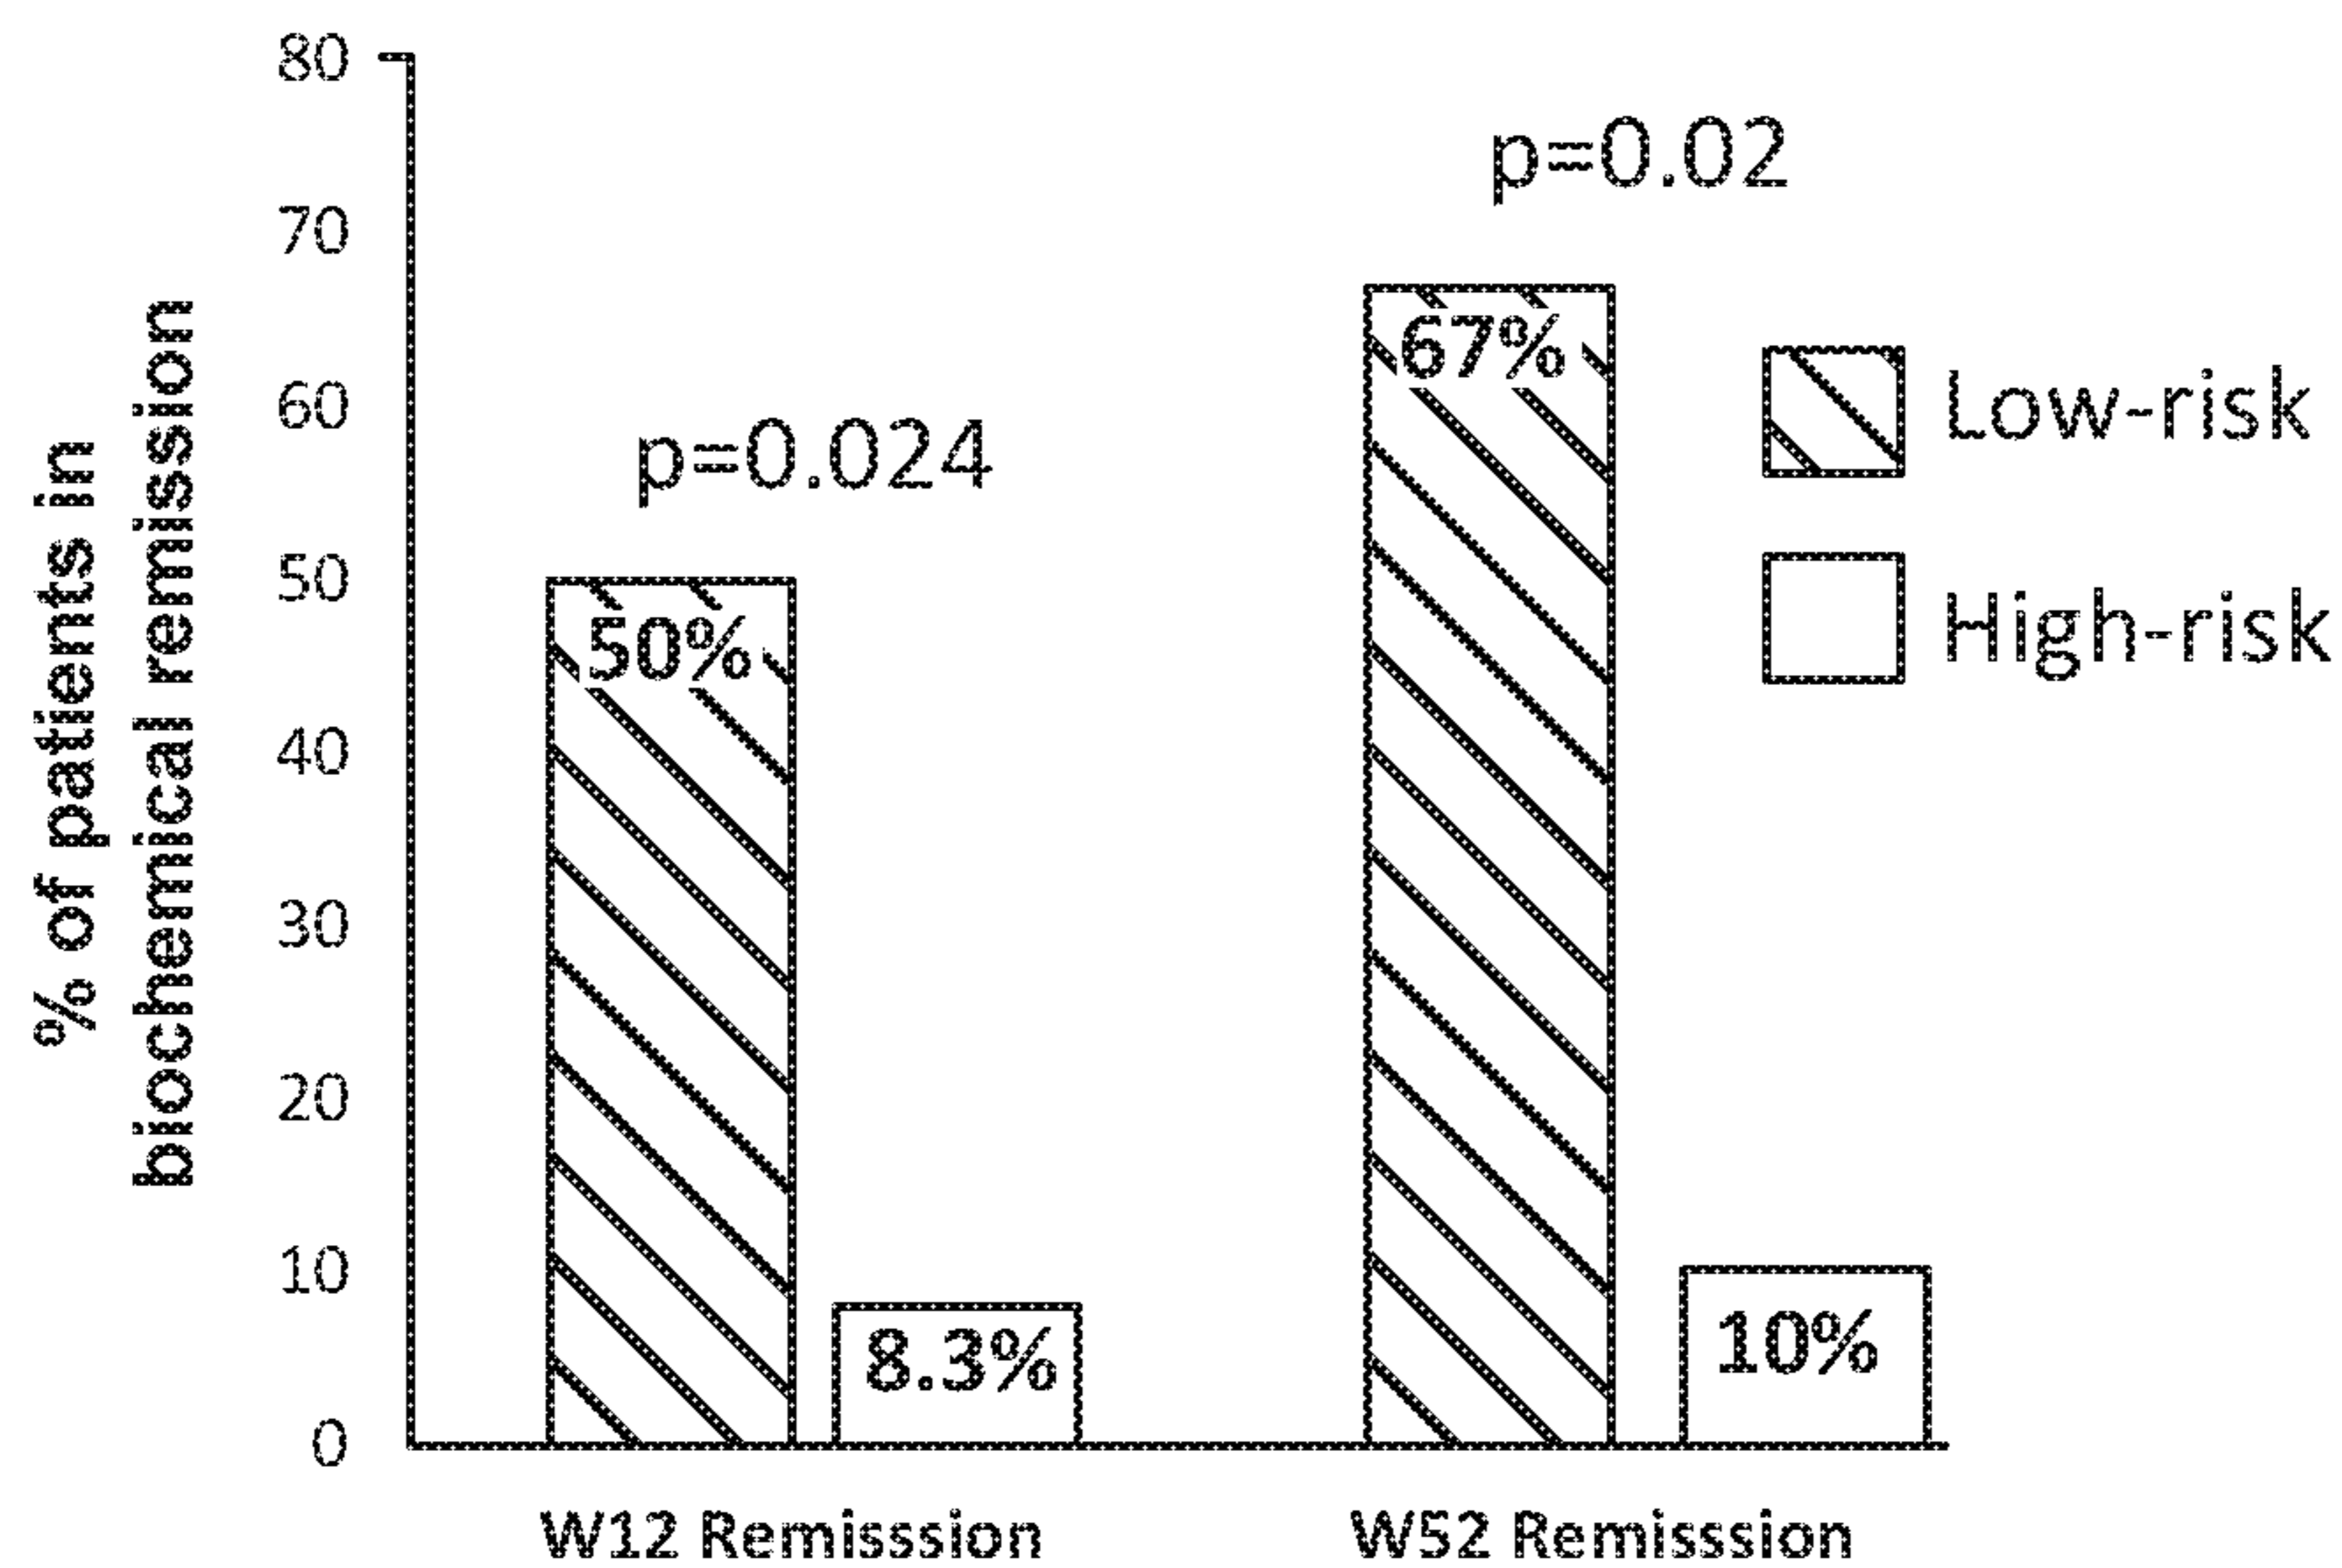 % of patients in
biochemical remission
80
70
60
50
40
30
20
10
0
p=0.024
p=0.02
50%
8.3%
67%
10%
Low-risk
High-risk
W12 Remisssion
W52 Remisssion